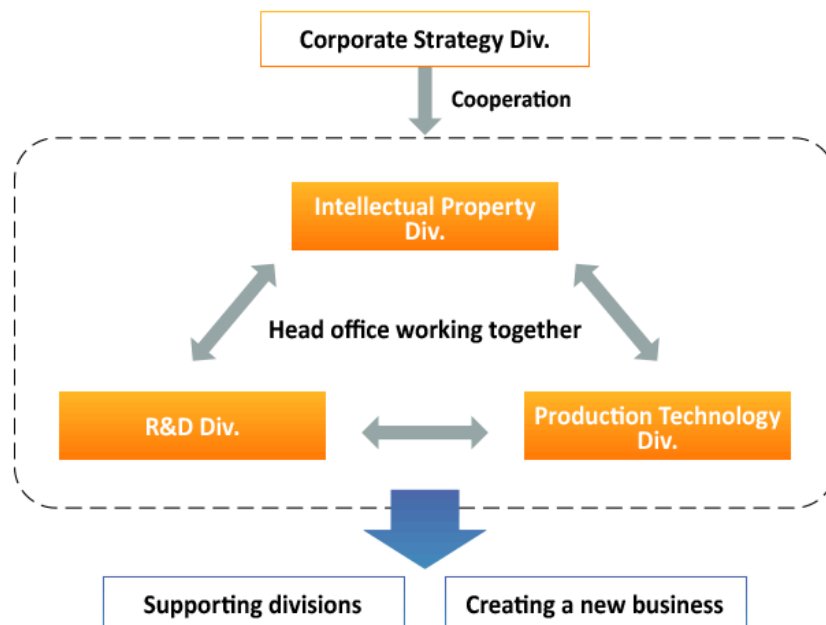 Corporate Strategy Div.
Cooperation
Intellectual Property
Div.
Head office working together
R&D Div.
Production Technology
Div.
Supporting divisions
Creating a new business